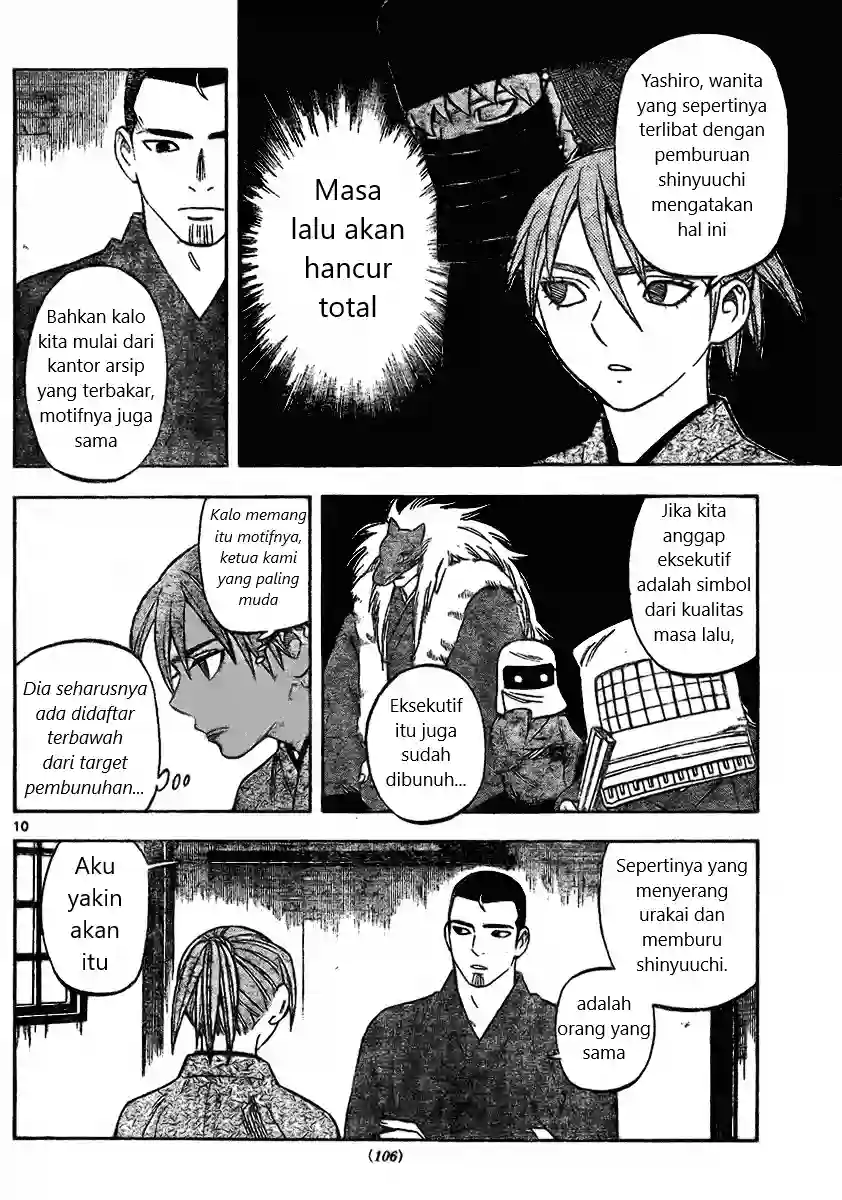 Yashiro, wanita
yang sepertinya
terlibat dengan
pemburuan
shinyuuchi
mengatakan
hal ini
Masa
lalu akan
hancur
total
Bahkan kalo
kita mulai dari
kantor arsip
yang terbakar,
motifnya juga
sama
Jika kita
anggap
eksekutif
adalah simbol
dari kualitas
masa lalu,
Eksekutif
itu juga
sudah
dibunuh...
Kalo memang
itu motifnya,
ketua kami
yang paling
muda
Dia seharusnya
ada didaftar
terbawah
dari target
pembunuhan...
10
Sepertinya yang
menyerang
urakai dan
memburu
shinyuuchi.
adalah
orang yang
sama
Aku
yakin
akan
itu
(106)